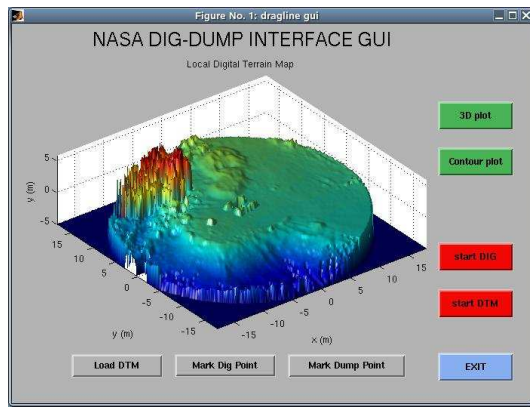 Figure No. 1: dragline gui
NASA DIG-DUMP INTERFACE GUI
Local Digital Terrain Map
3D plot
Contour plot
start DIG
start DTM
EXIT
y (m)
5
0
-5
15
10
5
0
-5
-10
-15
y (m)
-15
-10
-5
0
5
10
15
x (m)
Load DTM
Mark Dig Point
Mark Dump Point